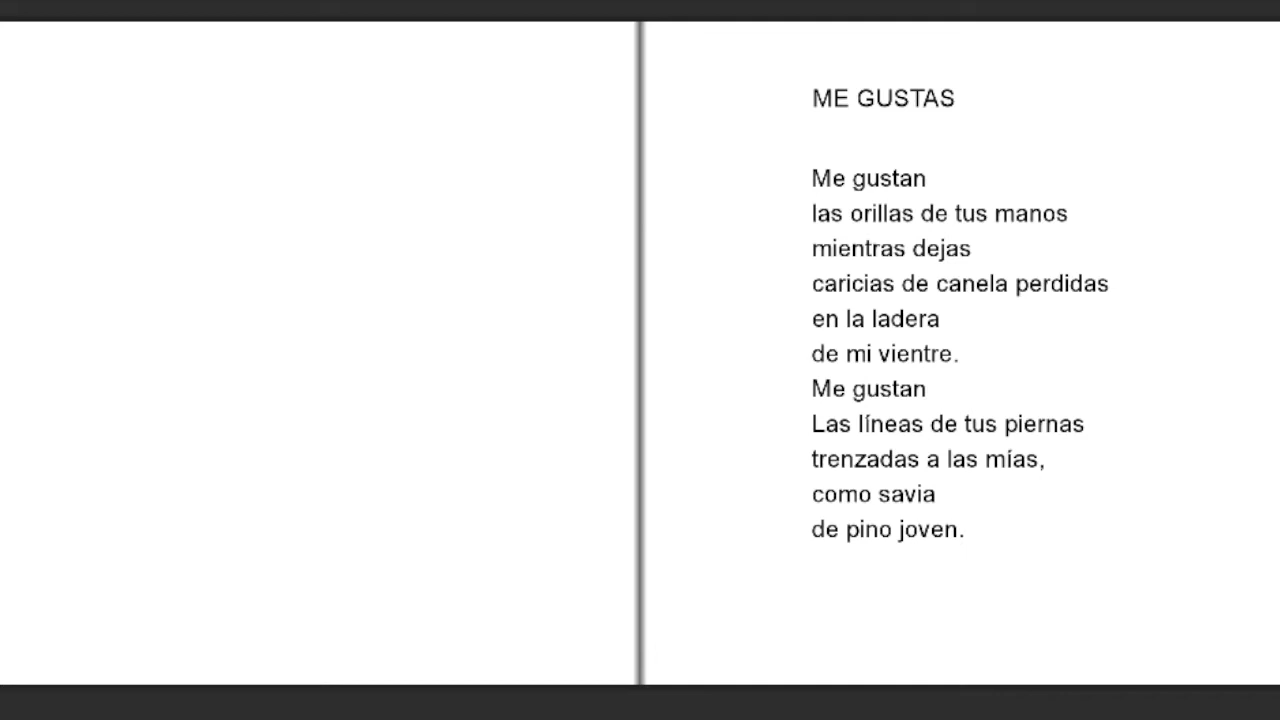 ME GUSTAS
Me gustan
las orillas de tus manos
mientras dejas
caricias de canela perdidas
en la ladera
de mi vientre.
Me gustan
Las líneas de tus piernas
trenzadas a las mías,
como savia
de pino joven.